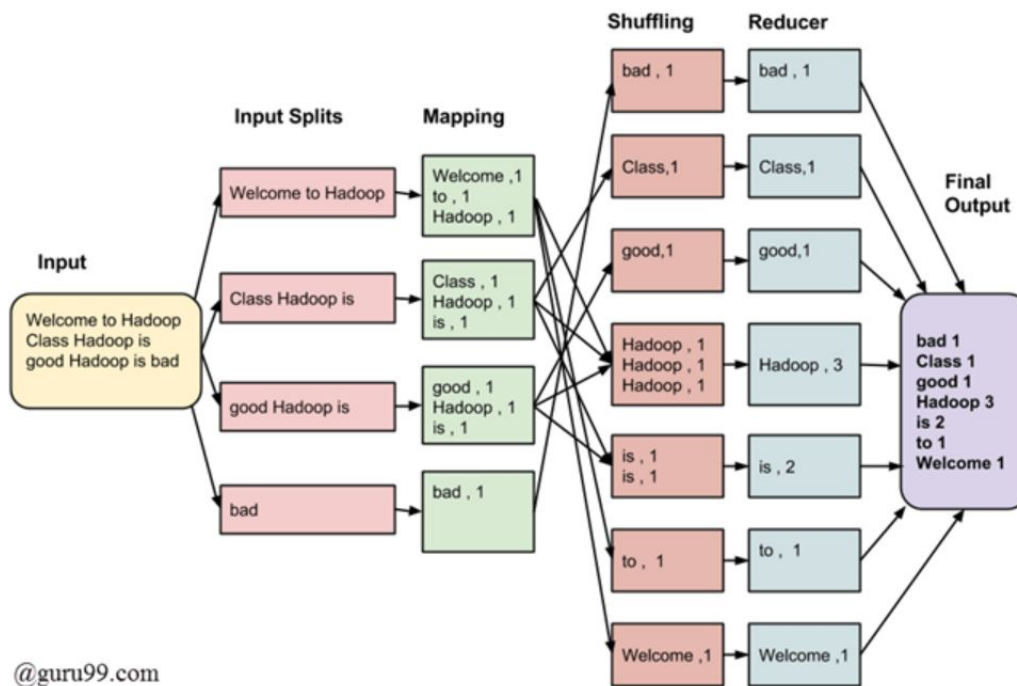 Shuffling
Reducer
Input Splits
Mapping
Final
Output
Input
Welcome to Hadoop
Class Hadoop is
good Hadoop is bad
Welcome to Hadoop
Class Hadoop is
good Hadoop is
bad
Welcome ,1
to , 1
Hadoop , 1
Class , 1
Hadoop , 1
is , 1
good , 1
Hadoop , 1
is , 1
bad , 1
bad , 1
Class,1
good,1
Hadoop , 1
Hadoop , 1
Hadoop , 1
is , 1
is , 1
to , 1
Welcome ,1
bad , 1
Class,1
good,1
Hadoop , 3
is , 2
to , 1
Welcome ,1
bad 1
Class 1
good 1
Hadoop 3
is 2
to 1
Welcome 1
@guru99.com